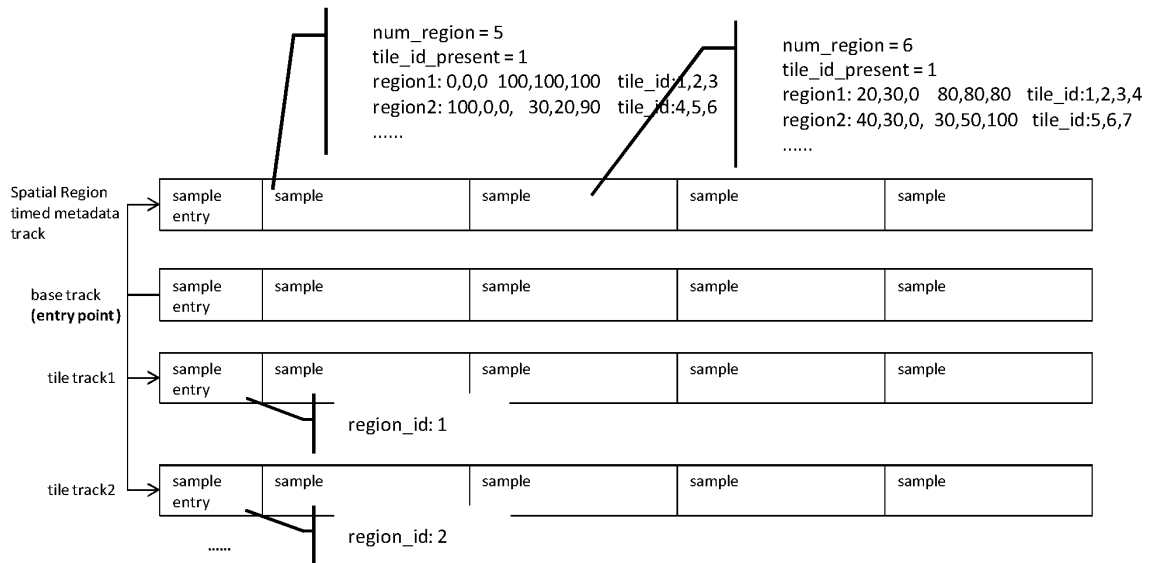 num_region = 5
tile_id_present = 1
region1: 0,0,0 100,100,100 tile_id:1,2,3
region2: 100,0,0, 30,20,90 tile_id:4,5,6
......
num_region = 6
tile_id_present = 1
region1: 20,30,0 80,80,80 tile_id:1,2,3,4
region2: 40,30,0, 30,50,100 tile_id:5,6,7
......
Spatial Region
timed metadata
track
sample
entry
sample
sample
sample
sample
base track
(entry point)
sample
entry
sample
sample
sample
sample
tile track1
sample
entry
sample
sample
sample
sample
region_id: 1
tile track2
sample
entry
sample
sample
sample
sample
region_id: 2
......